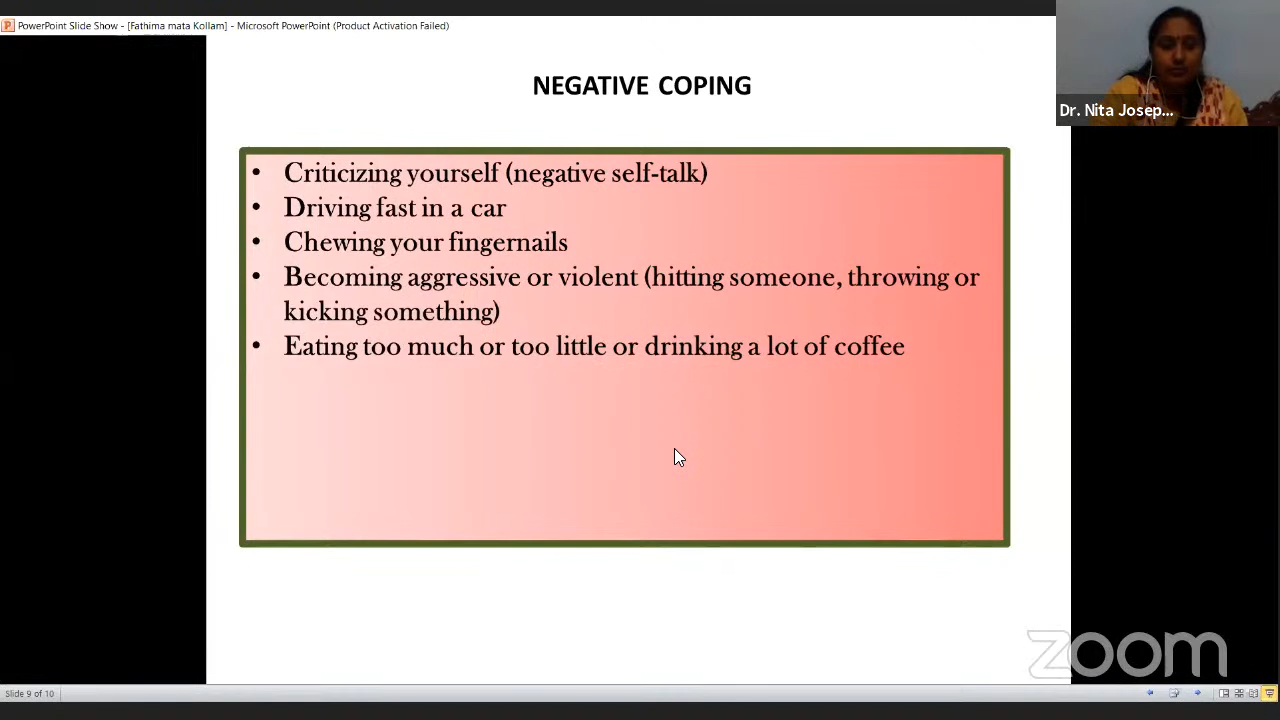 PowerPoint Slide Show - [Fathima mata Kollam] - Microsoft PowerPoint (Product Activation Failed)
NEGATIVE COPING
Dr. Nita Josep...
• Criticizing yourself (negative self-talk)
• Driving fast in a car
• Chewing your fingernails
• Becoming aggressive or violent (hitting someone, throwing or
kicking something)
• Eating too much or too little or drinking a lot of coffee
zoom
Slide 9 of 10